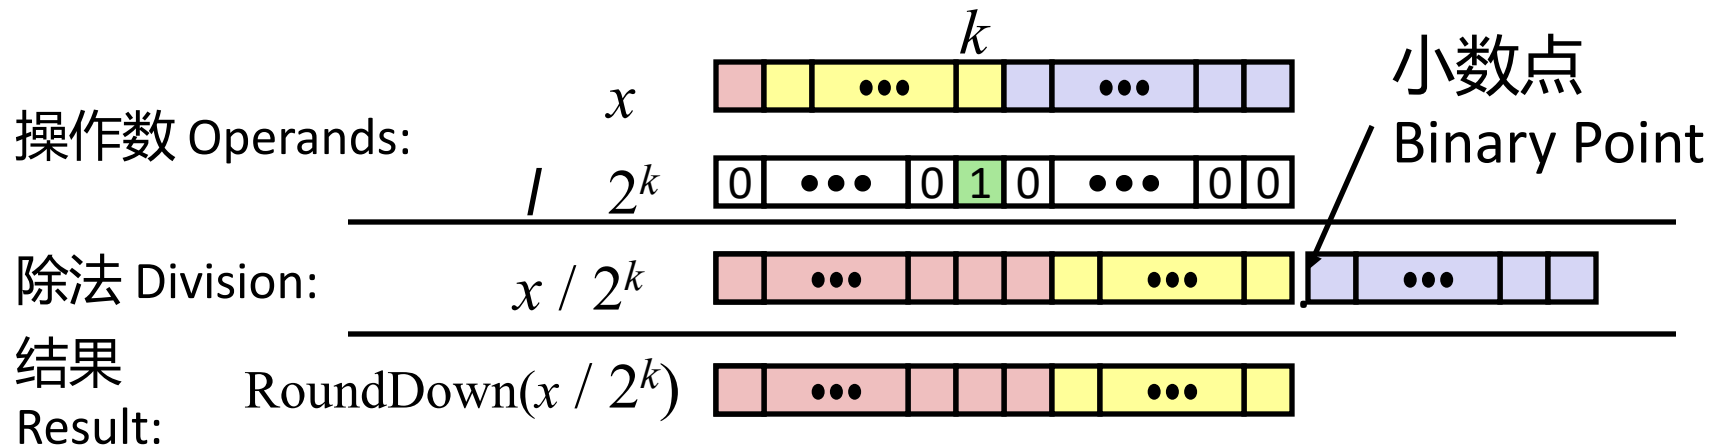 k
x
•••
•••
小数点
Binary Point
操作数 Operands:
/ 2^k
0 ••• 0 1 0 ••• 0 0
除法 Division:
x / 2^k
•••
•••
.
•••
结果
Result:
RoundDown(x / 2^k)
•••
•••